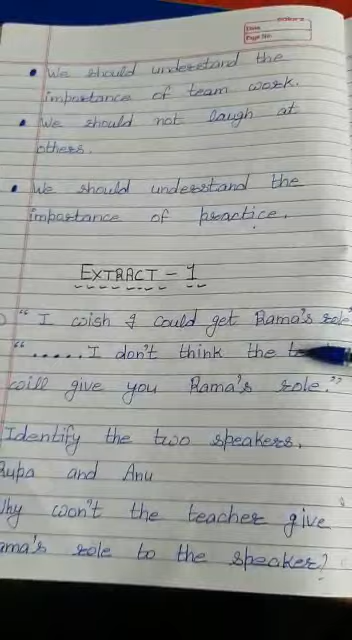 Date
Page No.
• We should understand the
importance of team work.
• We should not laugh at
others.
• We should understand the
importance of practice.
EXTRACT - 1
" I wish I could get Rama's role
"...... I don't think the
will give you Rama's role."
Identify the two speakers.
Rupa and Anu
Why won't the teacher give
Rama's role to the speaker?